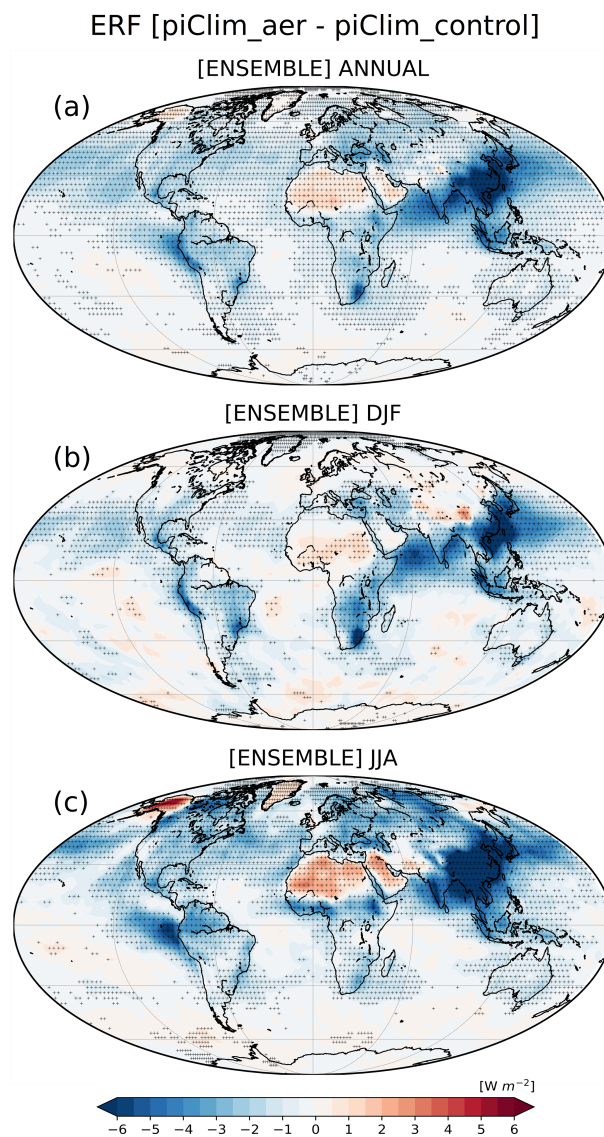 ERF [piClim_aer - piClim_control]
[ENSEMBLE] ANNUAL
(a)
[ENSEMBLE] DJF
(b)
[ENSEMBLE] JJA
(c)
[W m⁻²]
−6 −5 −4 −3 −2 −1 0 1 2 3 4 5 6